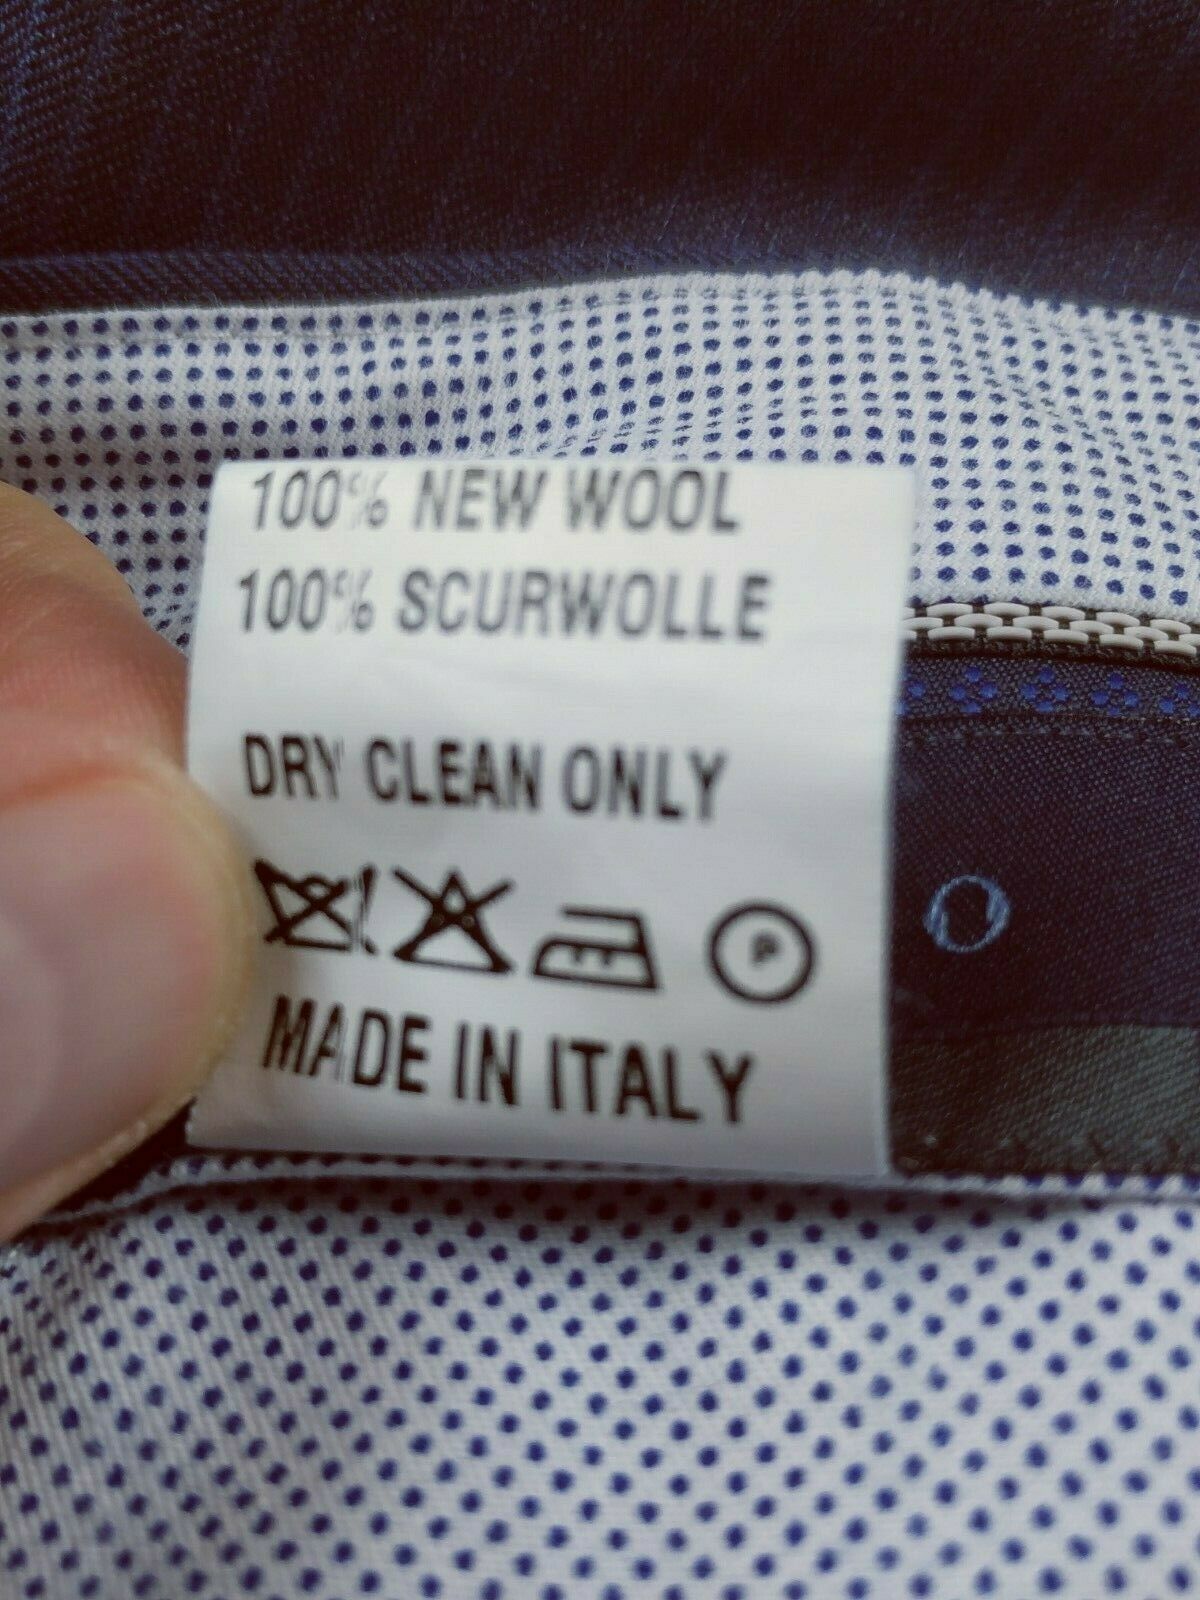 100% NEW WOOL
100% SCURWOLLE
DRY CLEAN ONLY
P
MADE IN ITALY